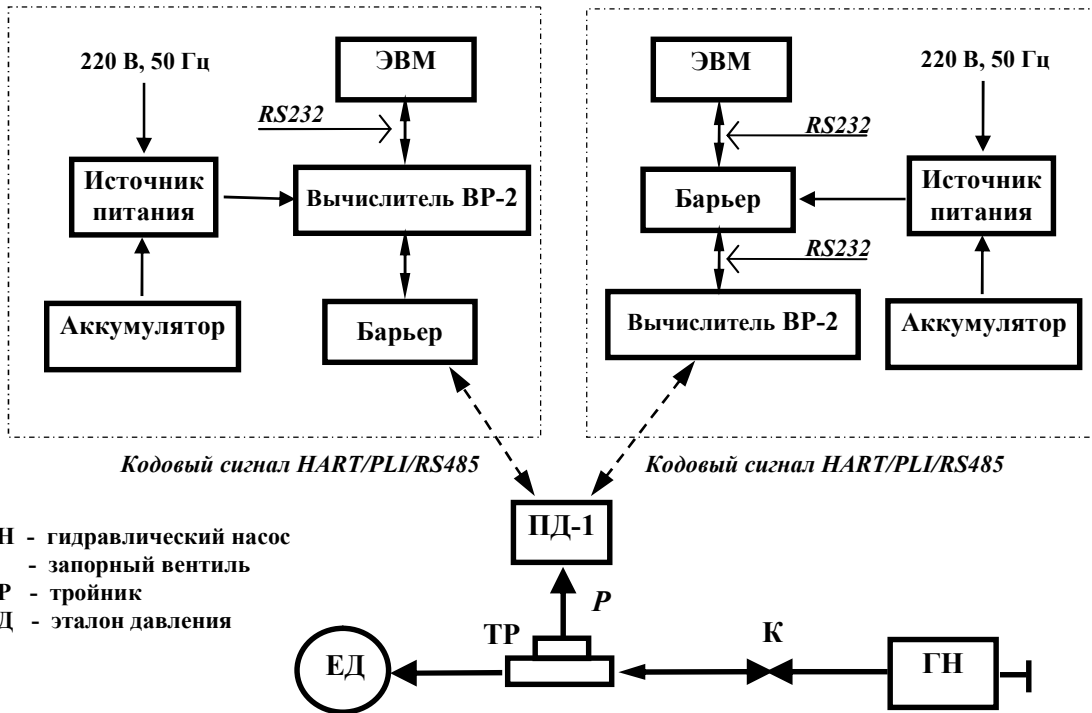 220 В, 50 Гц
ЭВМ
RS232
Источник
питания
Вычислитель ВР-2
Аккумулятор
Барьер
ЭВМ
220 В, 50 Гц
RS232
Барьер
Источник
питания
RS232
Вычислитель ВР-2
Аккумулятор
Кодовый сигнал HART/PLI/RS485
Кодовый сигнал HART/PLI/RS485
ПД-1
Н - гидравлический насос
- запорный вентиль
Р - тройник
Д - эталон давления
P
ТР
К
ЕД
ГН